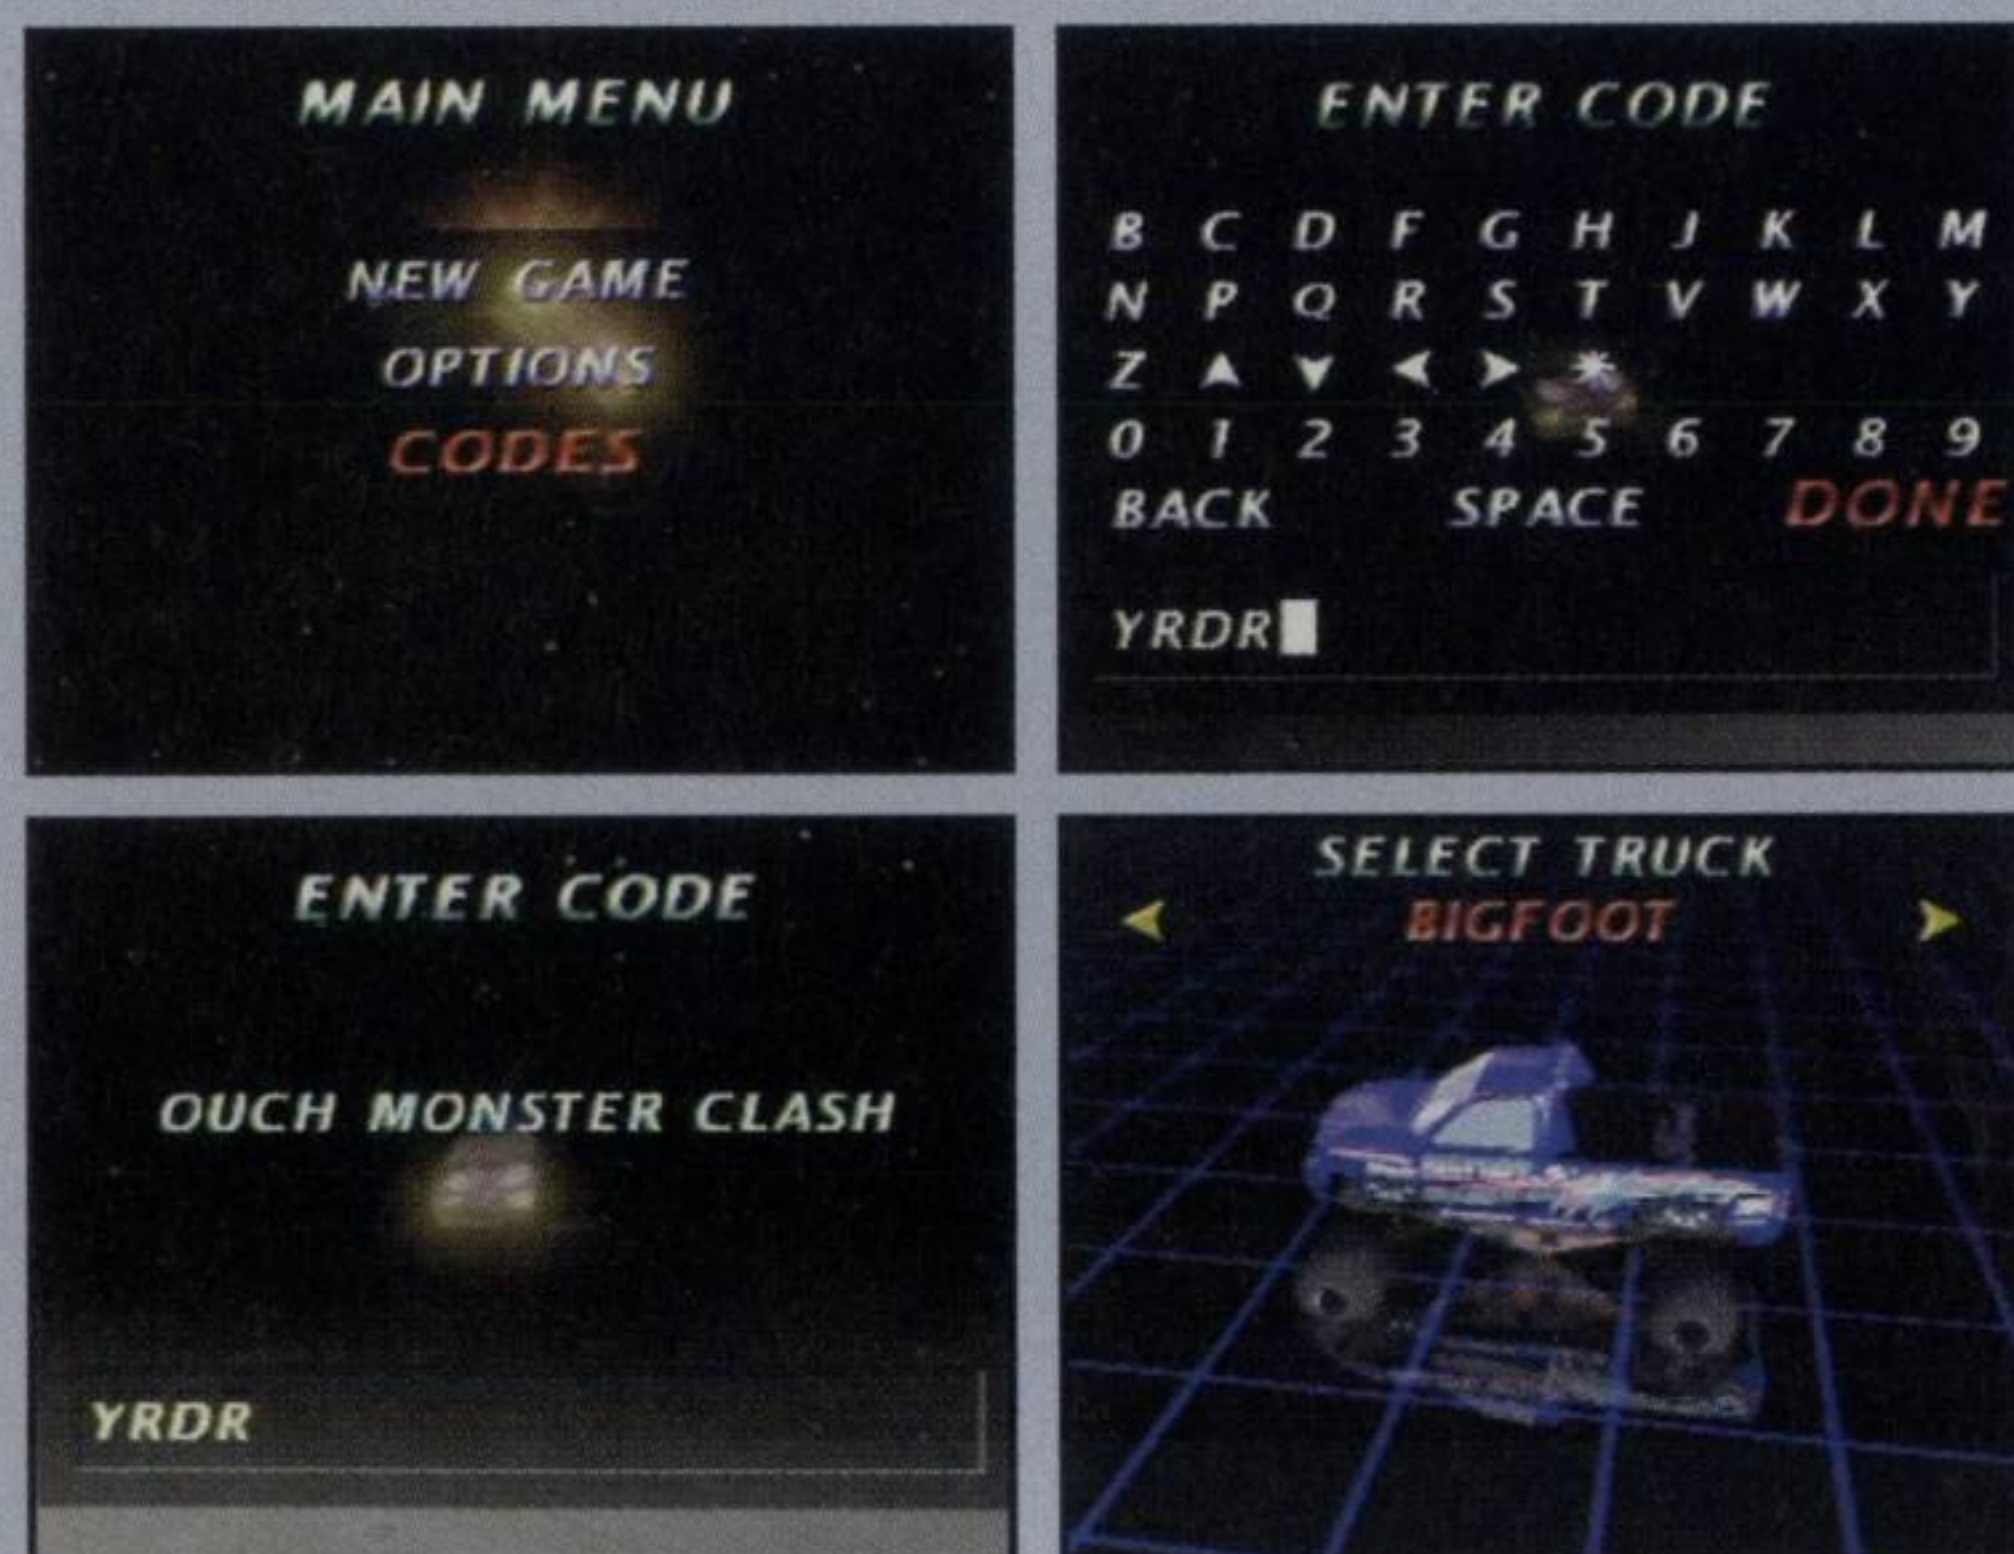 MAIN MENU
NEW GAME
OPTIONS
CODES
ENTER CODE
B C D F G H J K L M
N P Q R S T V W X Y
Z ▲ ▼ ◄ ► *
0 1 2 3 4 5 6 7 8 9
BACK SPACE DONE
YRDR
ENTER CODE
OUCH MONSTER CLASH
YRDR
SELECT TRUCK
BIGFOOT